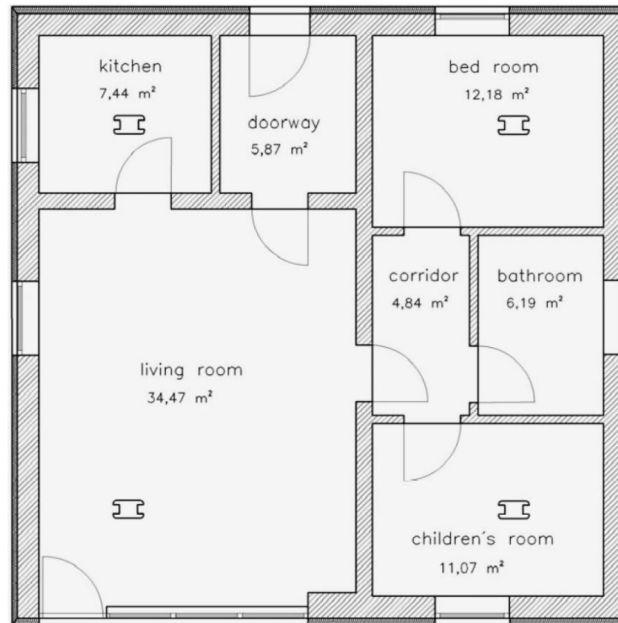 kitchen
7,44 m²
doorway
5,87 m²
bed room
12,18 m²
corridor
4,84 m²
bathroom
6,19 m²
living room
34,47 m²
children's room
11,07 m²